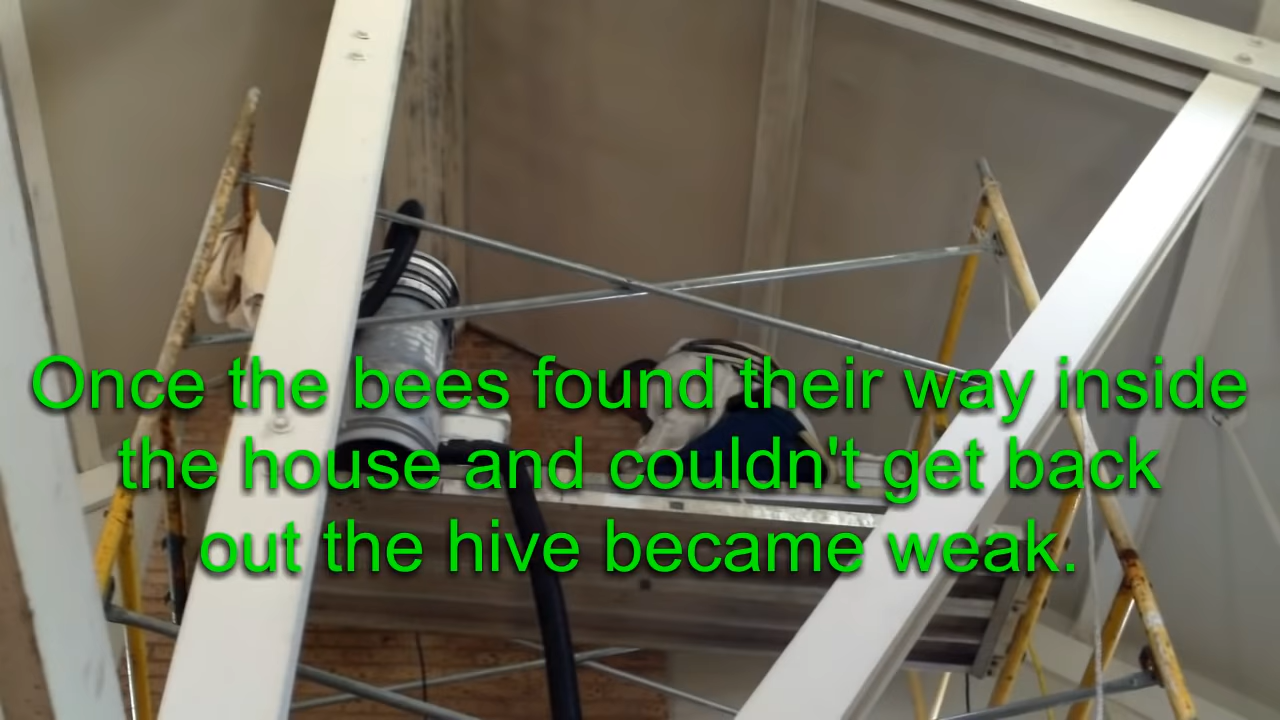 Once the bees found their way inside
the house and couldn't get back
out the hive became weak.